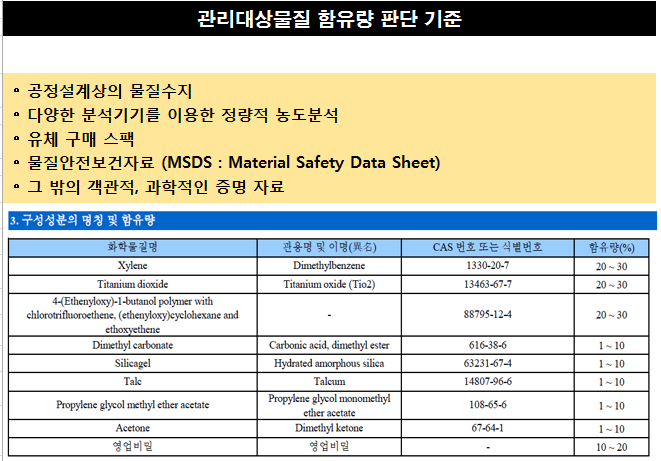 관리대상물질 함유량 판단 기준
• 공정설계상의 물질수지
• 다양한 분석기기를 이용한 정량적 농도분석
• 유체 구매 스팩
• 물질안전보건자료 (MSDS : Material Safety Data Sheet)
• 그 밖의 객관적, 과학적인 증명 자료
3. 구성성분의 명칭 및 함유량
화학물질명 관용명 및 이명(異名) CAS 번호 또는 식별번호 함유량(%)
Xylene Dimethylbenzene 1330-20-7 20 ~ 30
Titanium dioxide Titanium oxide (Tio2) 13463-67-7 20 ~ 30
4-(Ethenyloxy)-1-butanol polymer with
chlorotrifluoroethene, (ethenyloxy)cyclohexane and
ethoxyethene
- 88795-12-4 20 ~ 30
Dimethyl carbonate Carbonic acid, dimethyl ester 616-38-6 1 ~ 10
Silicagel Hydrated amorphous silica 63231-67-4 1 ~ 10
Talc Talcum 14807-96-6 1 ~ 10
Propylene glycol methyl ether acetate Propylene glycol monomethyl
ether acetate 108-65-6 1 ~ 10
Acetone Dimethyl ketone 67-64-1 1 ~ 10
영업비밀 영업비밀 - 10 ~ 20